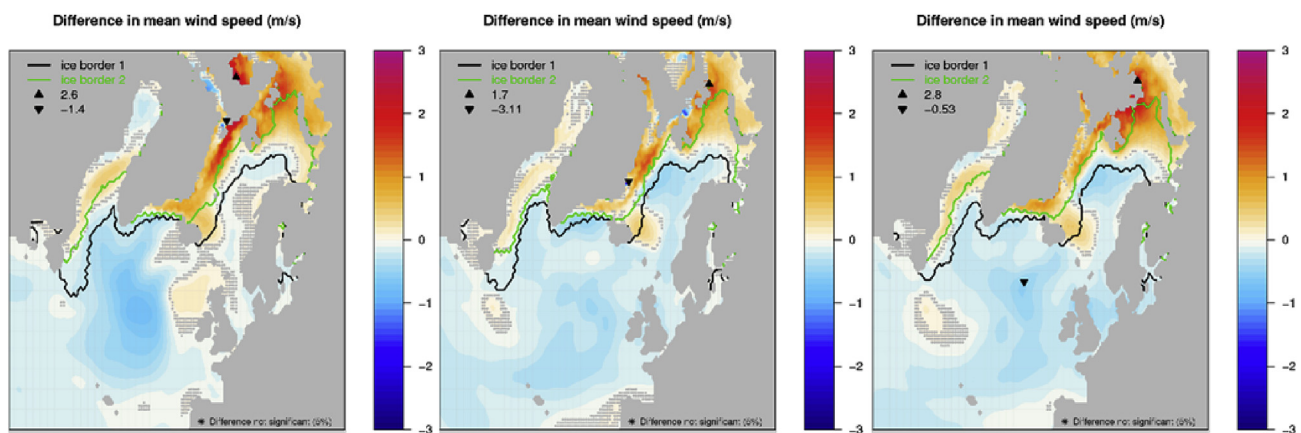 Difference in mean wind speed (m/s)
ice border 1
ice border 2
2.6
−1.4
3
2
1
0
−1
−2
−3
✳ Difference not significant (5%)
Difference in mean wind speed (m/s)
ice border 1
ice border 2
1.7
−3.11
3
2
1
0
−1
−2
−3
✳ Difference not significant (5%)
Difference in mean wind speed (m/s)
ice border 1
ice border 2
2.8
−0.53
3
2
1
0
−1
−2
−3
✳ Difference not significant (5%)